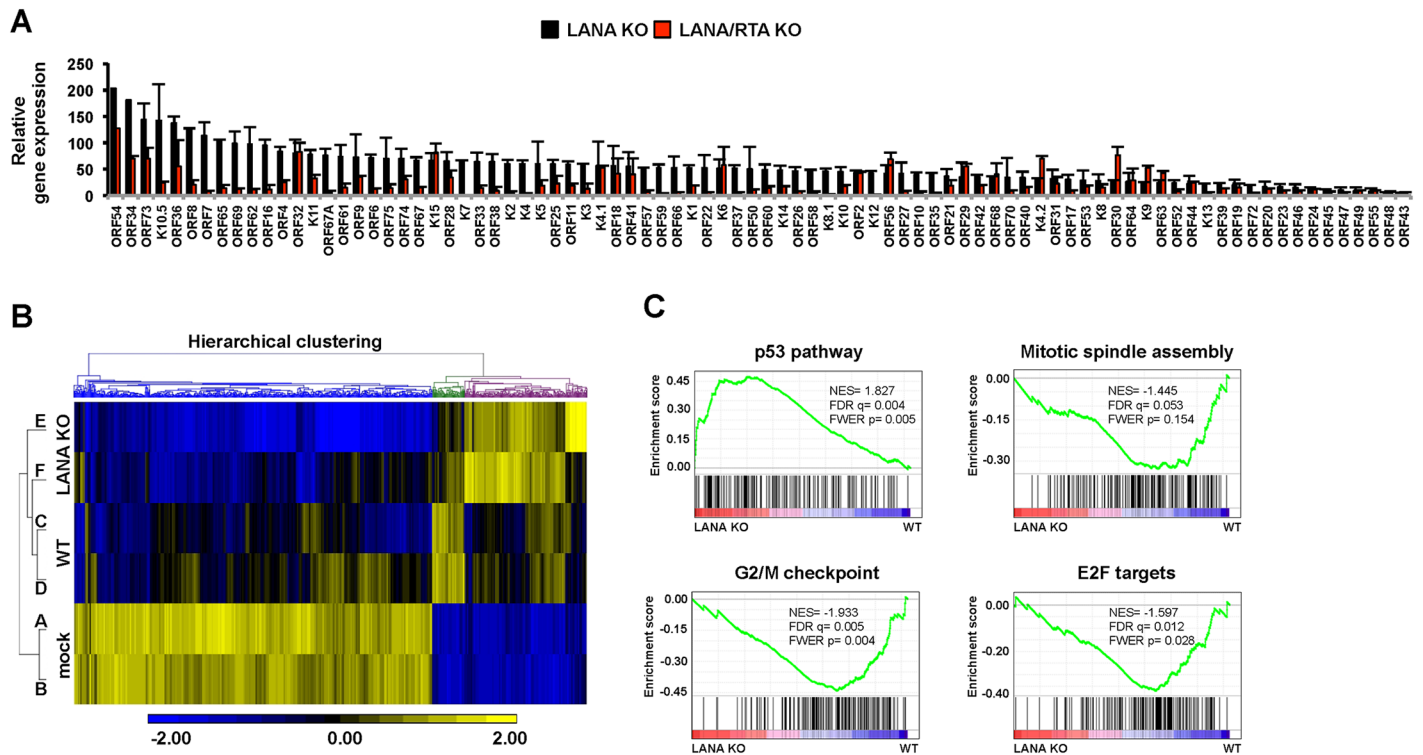 A
LANA KO LANA/RTA KO
Relative
gene expression
250
200
150
100
50
0
ORF54 ORF34 ORF73 K10.5 ORF36 ORF8 ORF7 ORF65 ORF69 ORF62 ORF16 ORF4 ORF32 K11 ORF67A ORF61 ORF9 ORF6 ORF75 ORF74 ORF67 K15 ORF28 K7 ORF33 ORF38 K2 K4 K5 ORF25 ORF11 K3 K4.1 ORF18 ORF41 ORF57 ORF59 ORF66 K1 ORF22 K6 ORF37 ORF50 ORF60 K14 ORF26 ORF58 K8.1 K10 ORF2 K12 ORF56 ORF27 ORF10 ORF35 ORF21 ORF29 ORF42 ORF68 ORF70 ORF40 K4.2 ORF31 ORF17 ORF53 K8 ORF30 ORF64 K9 ORF63 ORF52 ORF44 K13 ORF39 ORF19 ORF72 ORF20 ORF23 ORF46 ORF24 ORF45 ORF47 ORF49 ORF55 ORF48 ORF43
B
Hierarchical clustering
E
F
C
D
A
B
LANA KO
WT
mock
-2.00 0.00 2.00
C
p53 pathway
Enrichment score
0.45
0.30
0.15
0.00
NES= 1.827
FDR q= 0.004
FWER p= 0.005
LANA KO WT
Mitotic spindle assembly
Enrichment score
0.00
-0.15
-0.30
NES= -1.445
FDR q= 0.053
FWER p= 0.154
LANA KO WT
G2/M checkpoint
Enrichment score
0.00
-0.15
-0.30
-0.45
NES= -1.933
FDR q= 0.005
FWER p= 0.004
LANA KO WT
E2F targets
Enrichment score
0.00
-0.20
-0.40
NES= -1.597
FDR q= 0.012
FWER p= 0.028
LANA KO WT